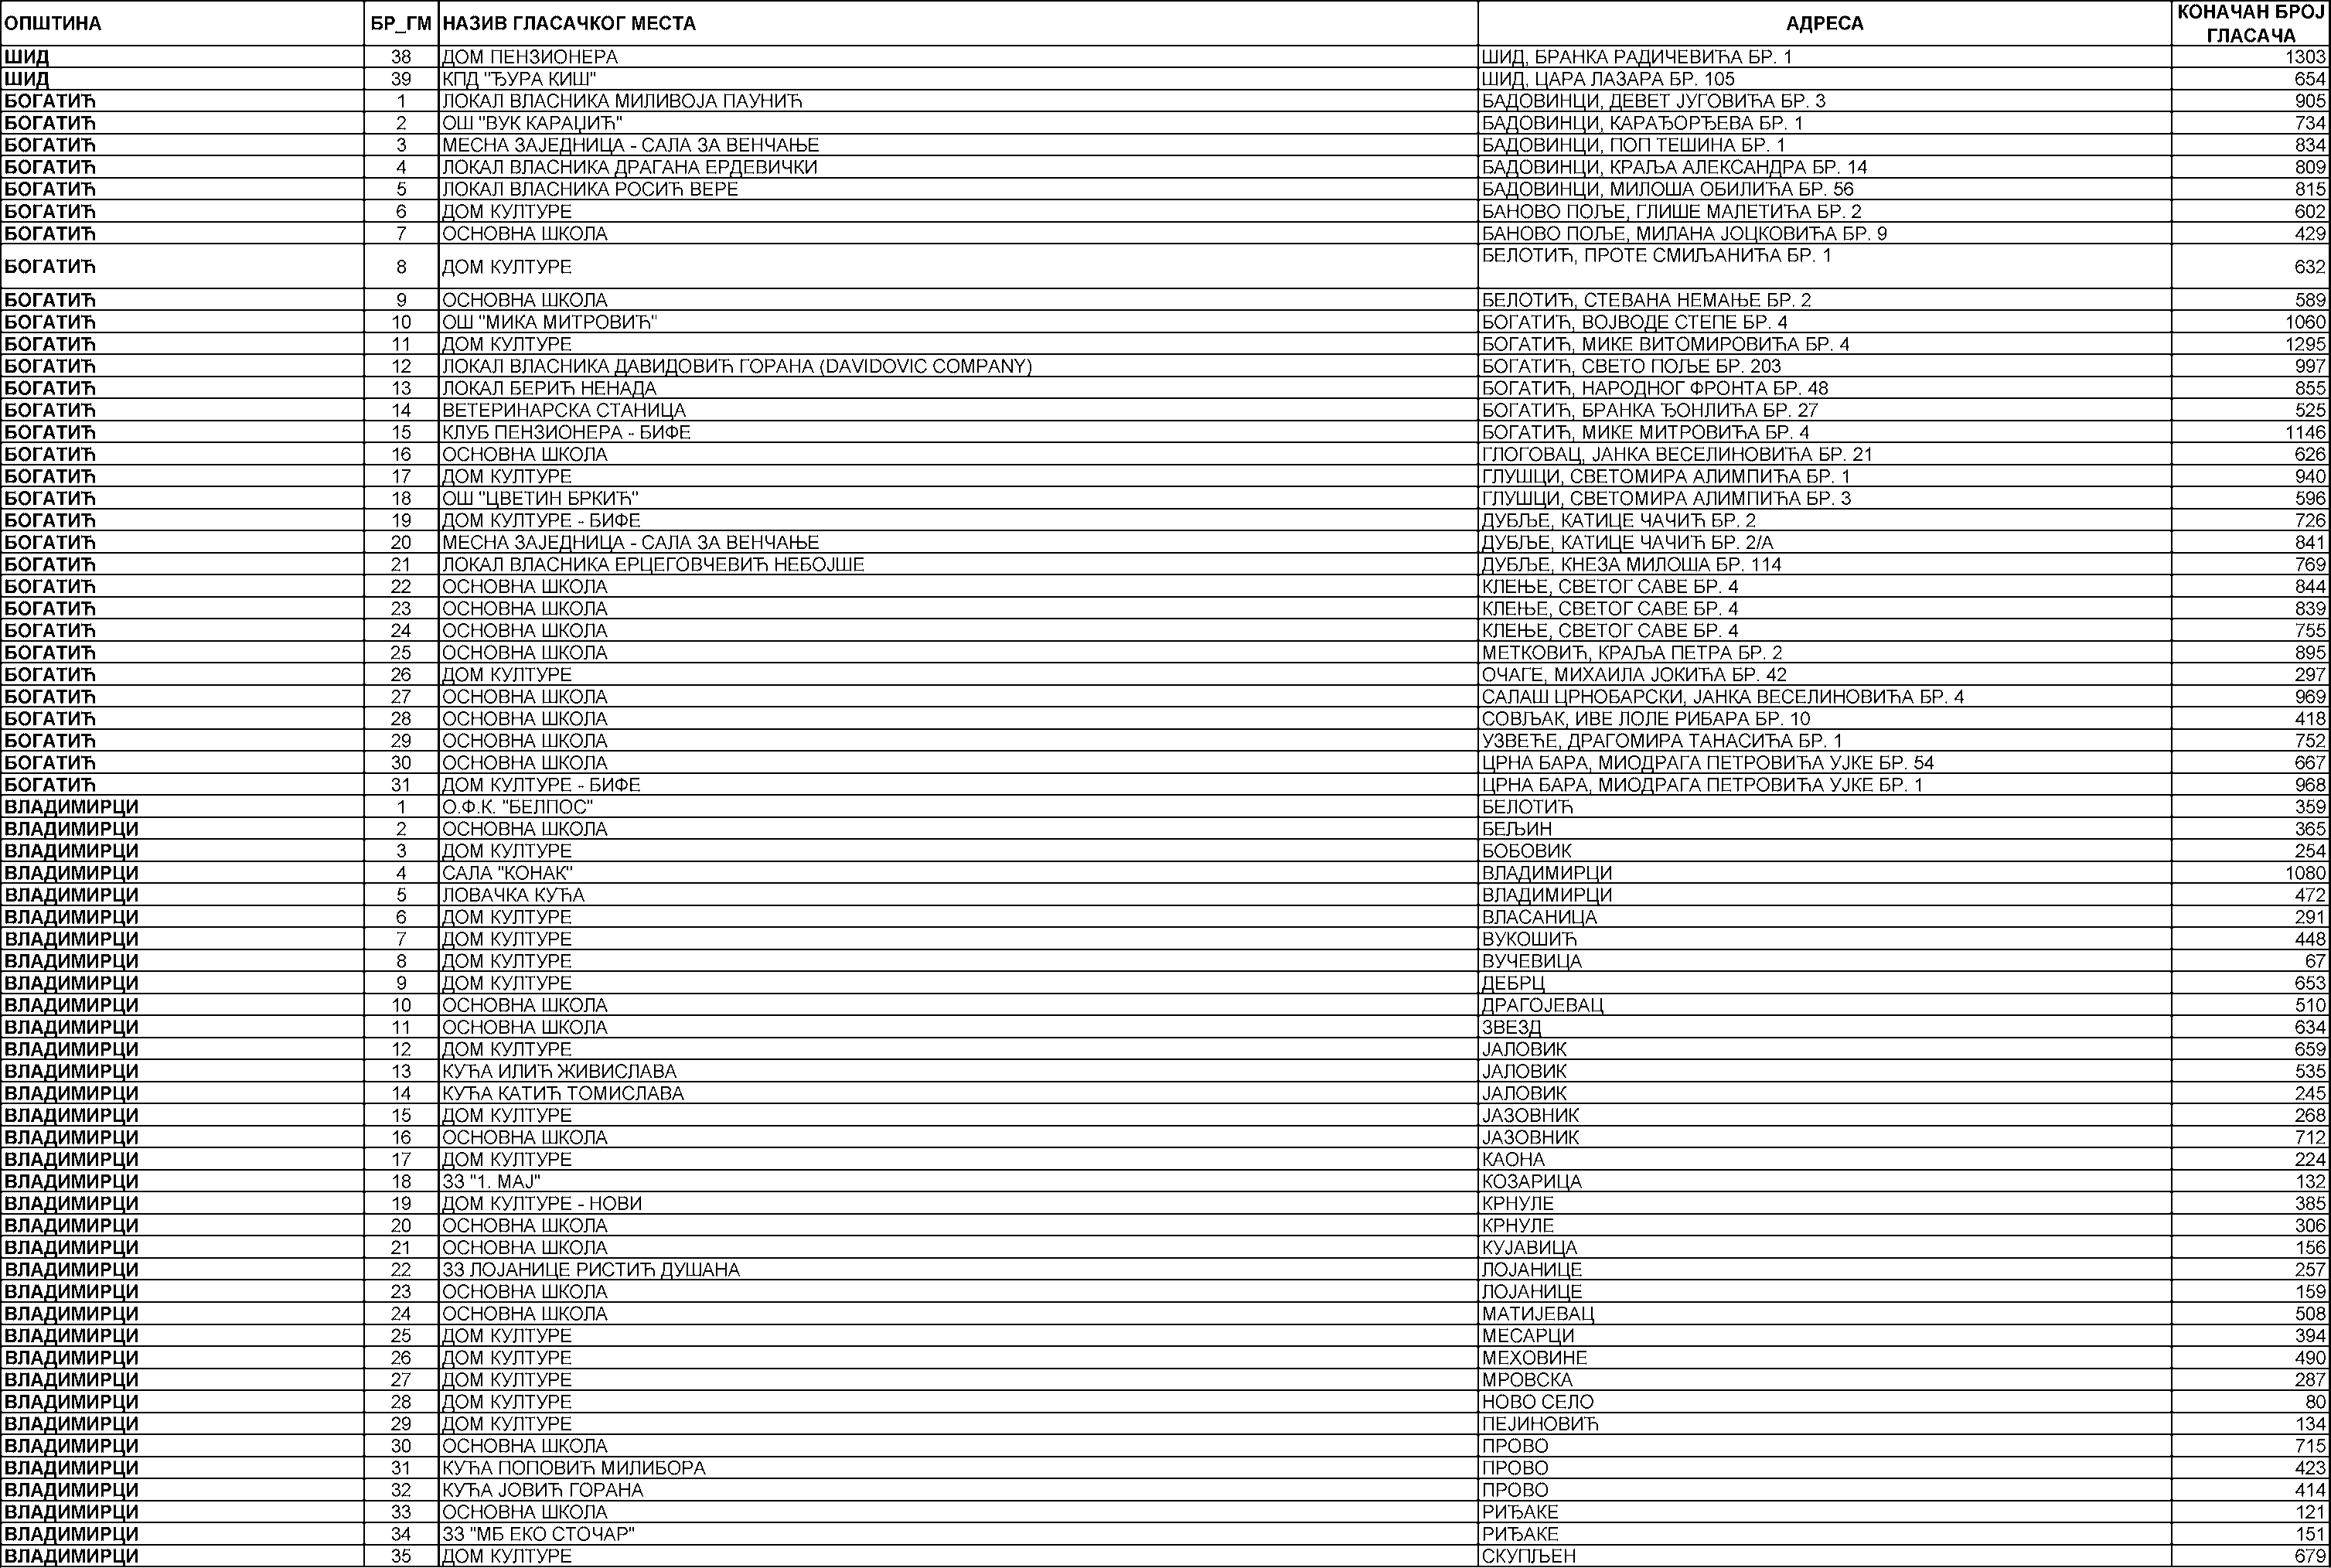 ОПШТИНА БР_ГМ НАЗИВ ГЛАСАЧКОГ МЕСТА АДРЕСА КОНАЧАН БРОЈ ГЛАСАЧА
ШИД 38 ДОМ ПЕНЗИОНЕРА ШИД, БРАНКА РАДИЧЕВИЋА БР. 1 1303
ШИД 39 КПД "ЂУРА КИШ" ШИД, ЦАРА ЛАЗАРА БР. 105 654
БОГАТИЋ 1 ЛОКАЛ ВЛАСНИКА МИЛИВОЈА ПАУНИЋ БАДОВИНЦИ, ДЕВЕТ ЈУГОВИЋА БР. 3 905
БОГАТИЋ 2 ОШ "ВУК КАРАЏИЋ" БАДОВИНЦИ, КАРАЂОРЂЕВА БР. 1 734
БОГАТИЋ 3 МЕСНА ЗАЈЕДНИЦА - САЛА ЗА ВЕНЧАЊЕ БАДОВИНЦИ, ПОП ТЕШИНА БР. 1 834
БОГАТИЋ 4 ЛОКАЛ ВЛАСНИКА ДРАГАНА ЕРДЕВИЧКИ БАДОВИНЦИ, КРАЉА АЛЕКСАНДРА БР. 14 809
БОГАТИЋ 5 ЛОКАЛ ВЛАСНИКА РОСИЋ ВЕРЕ БАДОВИНЦИ, МИЛОША ОБИЛИЋА БР. 56 815
БОГАТИЋ 6 ДОМ КУЛТУРЕ БАНОВО ПОЉЕ, ГЛИШЕ МАЛЕТИЋА БР. 2 602
БОГАТИЋ 7 ОСНОВНА ШКОЛА БАНОВО ПОЉЕ, МИЛАНА ЈОЦКОВИЋА БР. 9 429
БОГАТИЋ 8 ДОМ КУЛТУРЕ БЕЛОТИЋ, ПРОТЕ СМИЉАНИЋА БР. 1 632
БОГАТИЋ 9 ОСНОВНА ШКОЛА БЕЛОТИЋ, СТЕВАНА НЕМАЊЕ БР. 2 589
БОГАТИЋ 10 ОШ "МИКА МИТРОВИЋ" БОГАТИЋ, ВОЈВОДЕ СТЕПЕ БР. 4 1060
БОГАТИЋ 11 ДОМ КУЛТУРЕ БОГАТИЋ, МИКЕ ВИТОМИРОВИЋА БР. 4 1295
БОГАТИЋ 12 ЛОКАЛ ВЛАСНИКА ДАВИДОВИЋ ГОРАНА (DAVIDOVIC COMPANY) БОГАТИЋ, СВЕТО ПОЉЕ БР. 203 997
БОГАТИЋ 13 ЛОКАЛ БЕРИЋ НЕНАДА БОГАТИЋ, НАРОДНОГ ФРОНТА БР. 48 855
БОГАТИЋ 14 ВЕТЕРИНАРСКА СТАНИЦА БОГАТИЋ, БРАНКА ЂОНЛИЋА БР. 27 525
БОГАТИЋ 15 КЛУБ ПЕНЗИОНЕРА - БИФЕ БОГАТИЋ, МИКЕ МИТРОВИЋА БР. 4 1146
БОГАТИЋ 16 ОСНОВНА ШКОЛА ГЛОГОВАЦ, ЈАНКА ВЕСЕЛИНОВИЋА БР. 21 626
БОГАТИЋ 17 ДОМ КУЛТУРЕ ГЛУШЦИ, СВЕТОМИРА АЛИМПИЋА БР. 1 940
БОГАТИЋ 18 ОШ "ЦВЕТИН БРКИЋ" ГЛУШЦИ, СВЕТОМИРА АЛИМПИЋА БР. 3 596
БОГАТИЋ 19 ДОМ КУЛТУРЕ - БИФЕ ДУБЉЕ, КАТИЦЕ ЧАЧИЋ БР. 2 726
БОГАТИЋ 20 МЕСНА ЗАЈЕДНИЦА - САЛА ЗА ВЕНЧАЊЕ ДУБЉЕ, КАТИЦЕ ЧАЧИЋ БР. 2/А 841
БОГАТИЋ 21 ЛОКАЛ ВЛАСНИКА ЕРЦЕГОВЧЕВИЋ НЕБОЈШЕ ДУБЉЕ, КНЕЗА МИЛОША БР. 114 769
БОГАТИЋ 22 ОСНОВНА ШКОЛА КЛЕЊЕ, СВЕТОГ САВЕ БР. 4 844
БОГАТИЋ 23 ОСНОВНА ШКОЛА КЛЕЊЕ, СВЕТОГ САВЕ БР. 4 839
БОГАТИЋ 24 ОСНОВНА ШКОЛА КЛЕЊЕ, СВЕТОГ САВЕ БР. 4 755
БОГАТИЋ 25 ОСНОВНА ШКОЛА МЕТКОВИЋ, КРАЉА ПЕТРА БР. 2 895
БОГАТИЋ 26 ДОМ КУЛТУРЕ ОЧАГЕ, МИХАИЛА ЈОКИЋА БР. 42 297
БОГАТИЋ 27 ОСНОВНА ШКОЛА САЛАШ ЦРНОБАРСКИ, ЈАНКА ВЕСЕЛИНОВИЋА БР. 4 969
БОГАТИЋ 28 ОСНОВНА ШКОЛА СОВЉАК, ИВЕ ЛОЛЕ РИБАРА БР. 10 418
БОГАТИЋ 29 ОСНОВНА ШКОЛА УЗВЕЋЕ, ДРАГОМИРА ТАНАСИЋА БР. 1 752
БОГАТИЋ 30 ОСНОВНА ШКОЛА ЦРНА БАРА, МИОДРАГА ПЕТРОВИЋА УЈКЕ БР. 54 667
БОГАТИЋ 31 ДОМ КУЛТУРЕ - БИФЕ ЦРНА БАРА, МИОДРАГА ПЕТРОВИЋА УЈКЕ БР. 1 968
ВЛАДИМИРЦИ 1 О.Ф.К. "БЕЛПОС" БЕЛОТИЋ 359
ВЛАДИМИРЦИ 2 ОСНОВНА ШКОЛА БЕЉИН 365
ВЛАДИМИРЦИ 3 ДОМ КУЛТУРЕ БОБОВИК 254
ВЛАДИМИРЦИ 4 САЛА "КОНАК" ВЛАДИМИРЦИ 1080
ВЛАДИМИРЦИ 5 ЛОВАЧКА КУЋА ВЛАДИМИРЦИ 472
ВЛАДИМИРЦИ 6 ДОМ КУЛТУРЕ ВЛАСАНИЦА 291
ВЛАДИМИРЦИ 7 ДОМ КУЛТУРЕ ВУКОШИЋ 448
ВЛАДИМИРЦИ 8 ДОМ КУЛТУРЕ ВУЧЕВИЦА 67
ВЛАДИМИРЦИ 9 ДОМ КУЛТУРЕ ДЕБРЦ 653
ВЛАДИМИРЦИ 10 ОСНОВНА ШКОЛА ДРАГОЈЕВАЦ 510
ВЛАДИМИРЦИ 11 ОСНОВНА ШКОЛА ЗВЕЗД 634
ВЛАДИМИРЦИ 12 ДОМ КУЛТУРЕ ЈАЛОВИК 659
ВЛАДИМИРЦИ 13 КУЋА ИЛИЋ ЖИВИСЛАВА ЈАЛОВИК 535
ВЛАДИМИРЦИ 14 КУЋА КАТИЋ ТОМИСЛАВА ЈАЛОВИК 245
ВЛАДИМИРЦИ 15 ДОМ КУЛТУРЕ ЈАЗОВНИК 268
ВЛАДИМИРЦИ 16 ОСНОВНА ШКОЛА ЈАЗОВНИК 712
ВЛАДИМИРЦИ 17 ДОМ КУЛТУРЕ КАОНА 224
ВЛАДИМИРЦИ 18 ЗЗ "1. МАЈ" КОЗАРИЦА 132
ВЛАДИМИРЦИ 19 ДОМ КУЛТУРЕ - НОВИ КРНУЛЕ 385
ВЛАДИМИРЦИ 20 ОСНОВНА ШКОЛА КРНУЛЕ 306
ВЛАДИМИРЦИ 21 ОСНОВНА ШКОЛА КУЈАВИЦА 156
ВЛАДИМИРЦИ 22 ЗЗ ЛОЈАНИЦЕ РИСТИЋ ДУШАНА ЛОЈАНИЦЕ 257
ВЛАДИМИРЦИ 23 ОСНОВНА ШКОЛА ЛОЈАНИЦЕ 159
ВЛАДИМИРЦИ 24 ОСНОВНА ШКОЛА МАТИЈЕВАЦ 508
ВЛАДИМИРЦИ 25 ДОМ КУЛТУРЕ МЕСАРЦИ 394
ВЛАДИМИРЦИ 26 ДОМ КУЛТУРЕ МЕХОВИНЕ 490
ВЛАДИМИРЦИ 27 ДОМ КУЛТУРЕ МРОВСКА 287
ВЛАДИМИРЦИ 28 ДОМ КУЛТУРЕ НОВО СЕЛО 80
ВЛАДИМИРЦИ 29 ДОМ КУЛТУРЕ ПЕЈИНОВИЋ 134
ВЛАДИМИРЦИ 30 ОСНОВНА ШКОЛА ПРОВО 715
ВЛАДИМИРЦИ 31 КУЋА ПОПОВИЋ МИЛИБОРА ПРОВО 423
ВЛАДИМИРЦИ 32 КУЋА ЈОВИЋ ГОРАНА ПРОВО 414
ВЛАДИМИРЦИ 33 ОСНОВНА ШКОЛА РИЂАКЕ 121
ВЛАДИМИРЦИ 34 ЗЗ "МБ ЕКО СТОЧАР" РИЂАКЕ 151
ВЛАДИМИРЦИ 35 ДОМ КУЛТУРЕ СКУПЉЕН 679